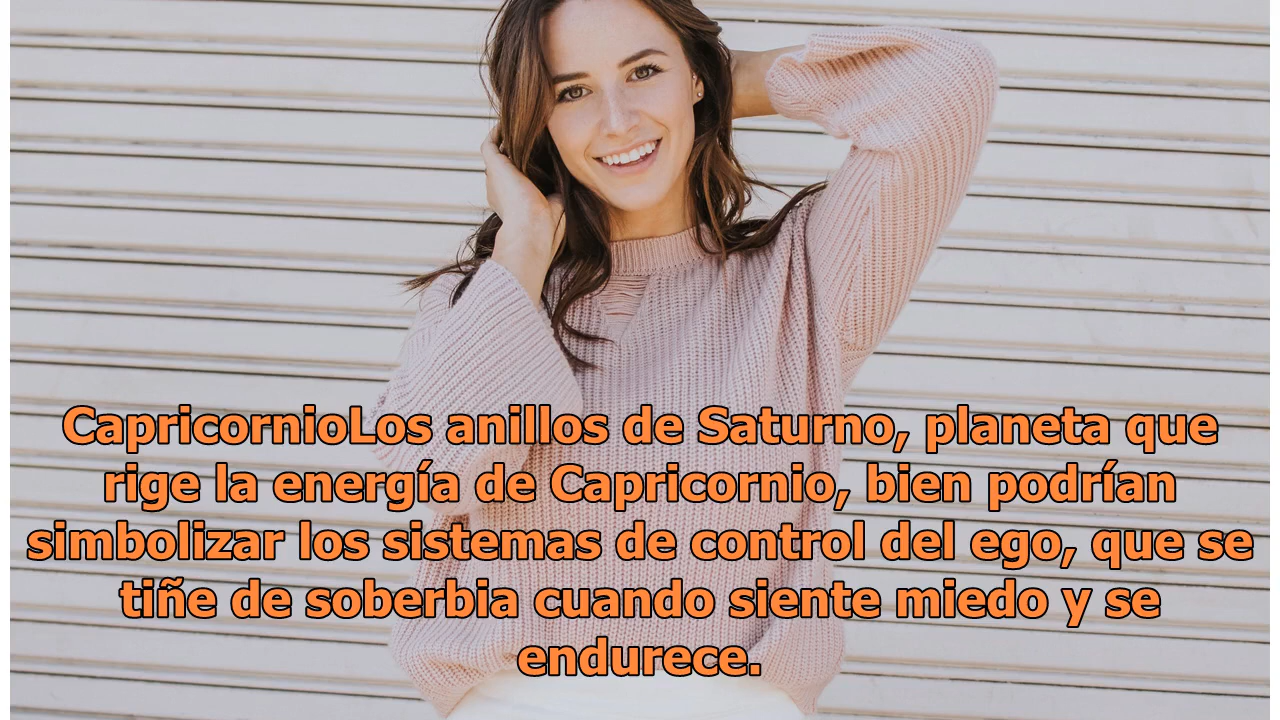 CapricornioLos anillos de Saturno, planeta que
rige la energía de Capricornio, bien podrían
simbolizar los sistemas de control del ego, que se
tiñe de soberbia cuando siente miedo y se
endurece.